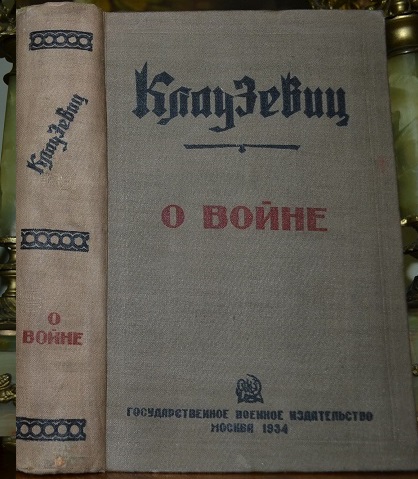 Клаузевиц
О
ВОЙНЕ
Клаузевиц
О ВОЙНЕ
ГОСУДАРСТВЕННОЕ ВОЕННОЕ ИЗДАТЕЛЬСТВО
МОСКВА 1934